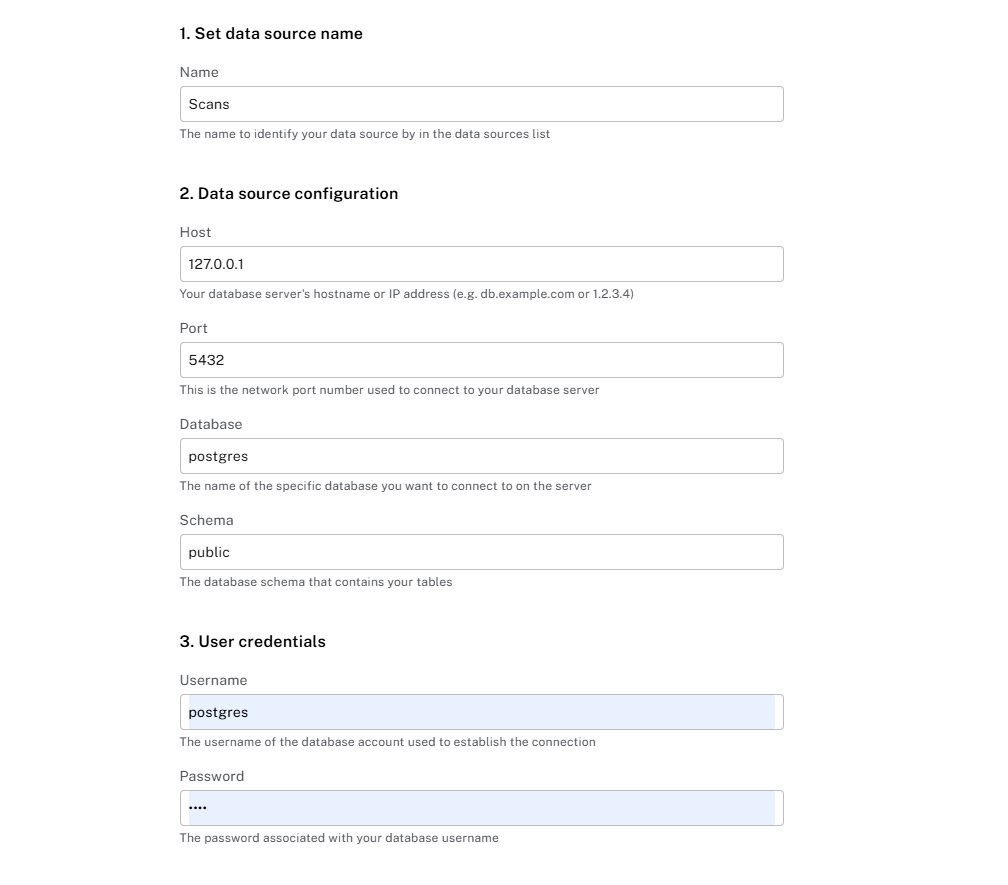 1. Set data source name
Name
Scans
The name to identify your data source by in the data sources list
2. Data source configuration
Host
127.0.0.1
Your database server's hostname or IP address (e.g. db.example.com or 1.2.3.4)
Port
5432
This is the network port number used to connect to your database server
Database
postgres
The name of the specific database you want to connect to on the server
Schema
public
The database schema that contains your tables
3. User credentials
Username
postgres
The username of the database account used to establish the connection
Password
••••
The password associated with your database username